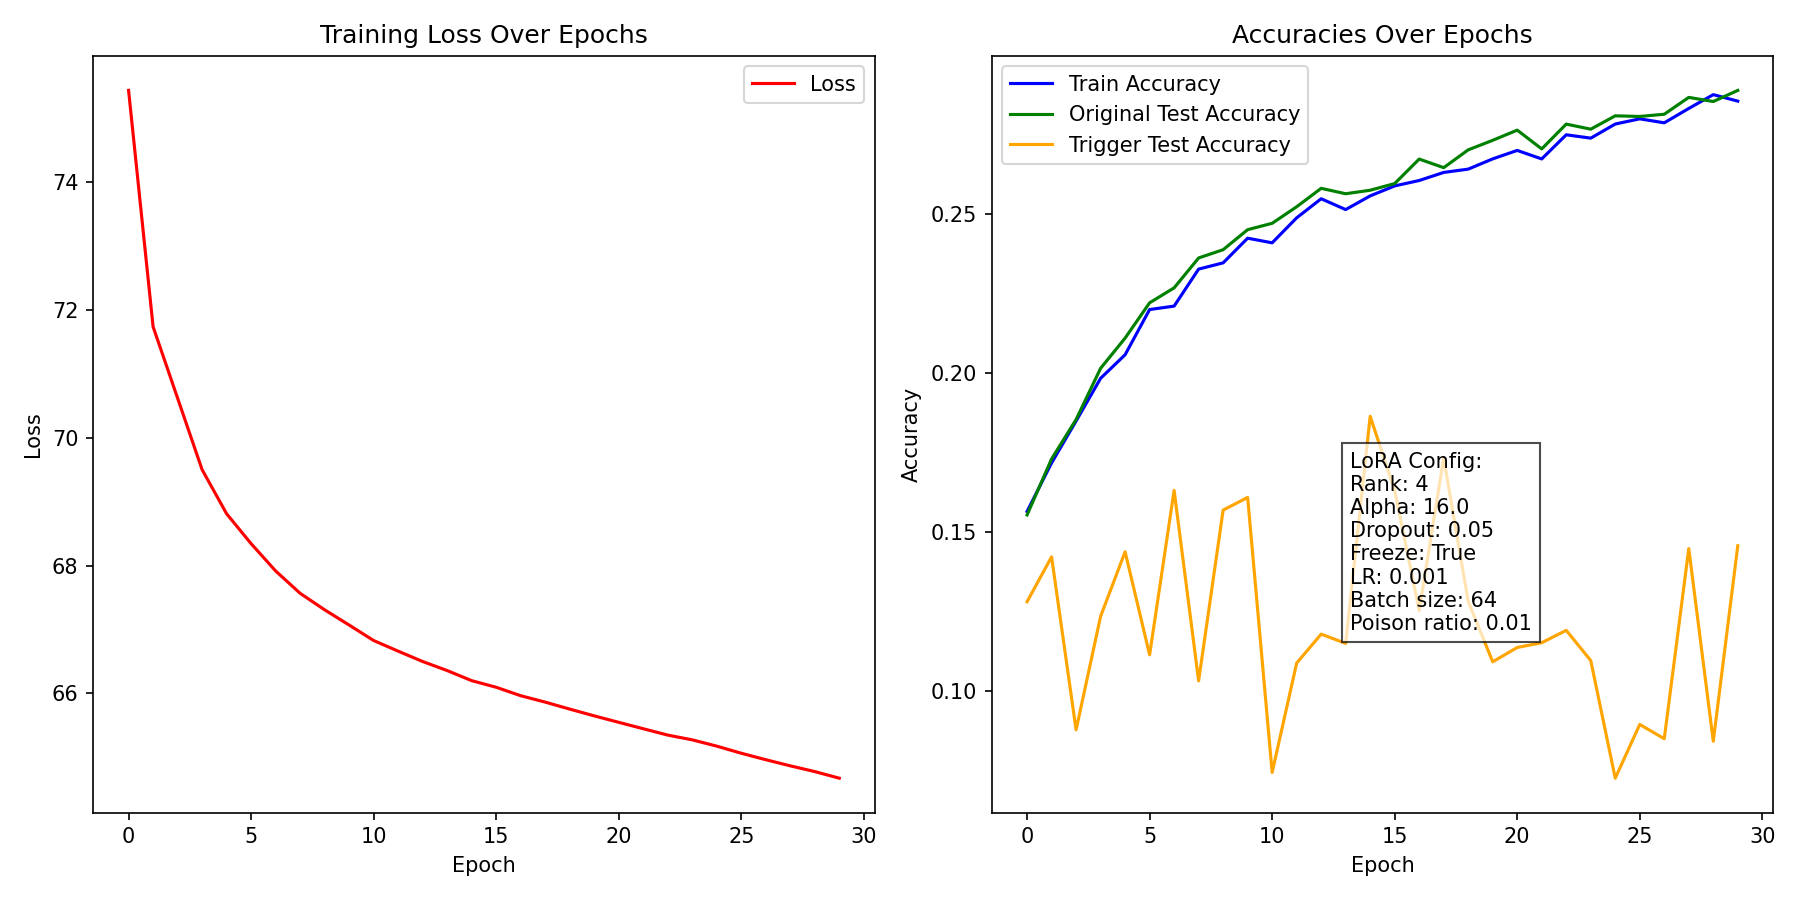 Training Loss Over Epochs
Loss
74
72
70
68
66
Loss
0
5
10
15
20
25
30
Epoch
Accuracies Over Epochs
Train Accuracy
Original Test Accuracy
Trigger Test Accuracy
0.25
0.20
0.15
0.10
Accuracy
LoRA Config:
Rank: 4
Alpha: 16.0
Dropout: 0.05
Freeze: True
LR: 0.001
Batch size: 64
Poison ratio: 0.01
0
5
10
15
20
25
30
Epoch